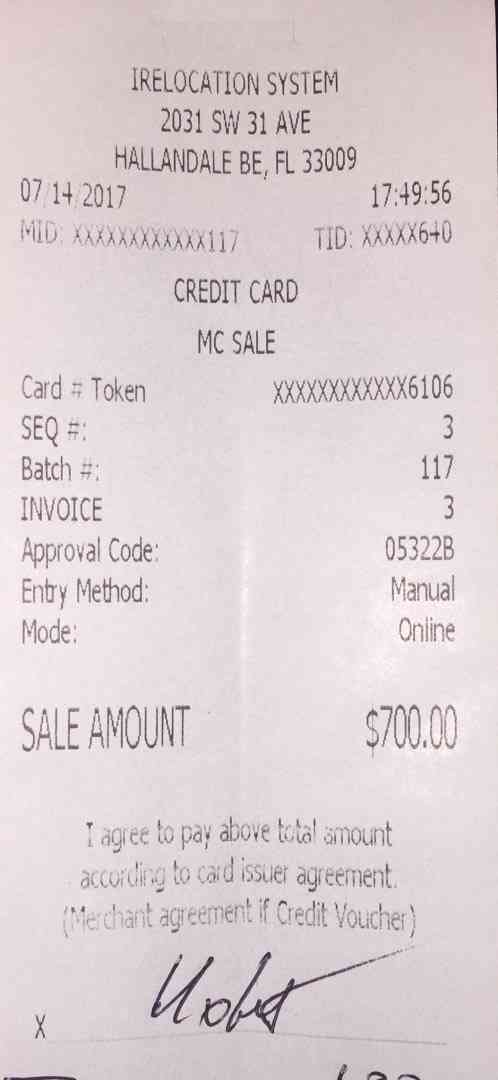 IRELOCATION SYSTEM
2031 SW 31 AVE
HALLANDALE BE, FL 33009
07/14/2017 17:49:56
MID: XXXXXXXXXXXX117 TID: XXXXX640
CREDIT CARD
MC SALE
Card # Token XXXXXXXXXXXX6106
SEQ #: 3
Batch #: 117
INVOICE 3
Approval Code: 05322B
Entry Method: Manual
Mode: Online
SALE AMOUNT $700.00
I agree to pay above total amount
according to card issuer agreement.
(Merchant agreement if Credit Voucher)
X